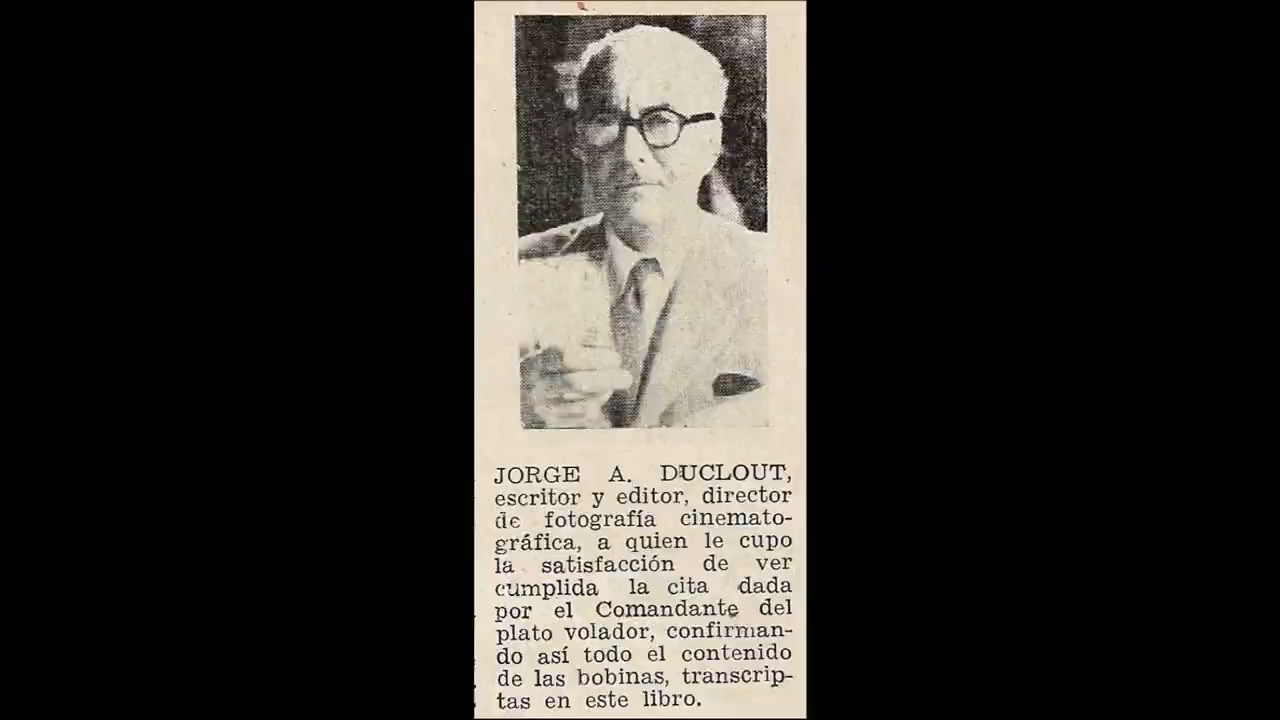 JORGE A. DUCLOUT,
escritor y editor, director
de fotografía cinemato-
gráfica, a quien le cupo
la satisfacción de ver
cumplida la cita dada
por el Comandante del
plato volador, confirman-
do así todo el contenido
de las bobinas, transcrip-
tas en este libro.